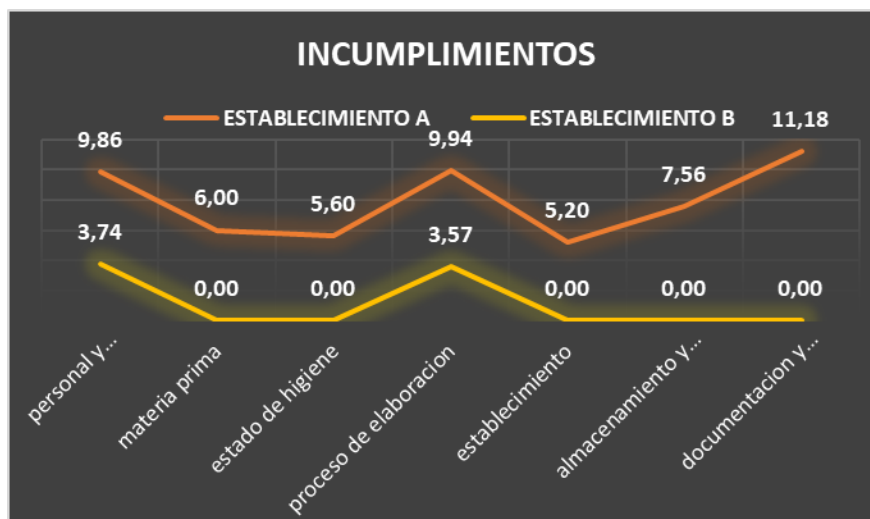 INCUMPLIMIENTOS
ESTABLECIMIENTO A
ESTABLECIMIENTO B
9,86
6,00
5,60
9,94
5,20
7,56
11,18
3,74
0,00
0,00
3,57
0,00
0,00
0,00
personal y...
materia prima
estado de higiene
proceso de elaboracion
establecimiento
almacenamiento y...
documentacion y...